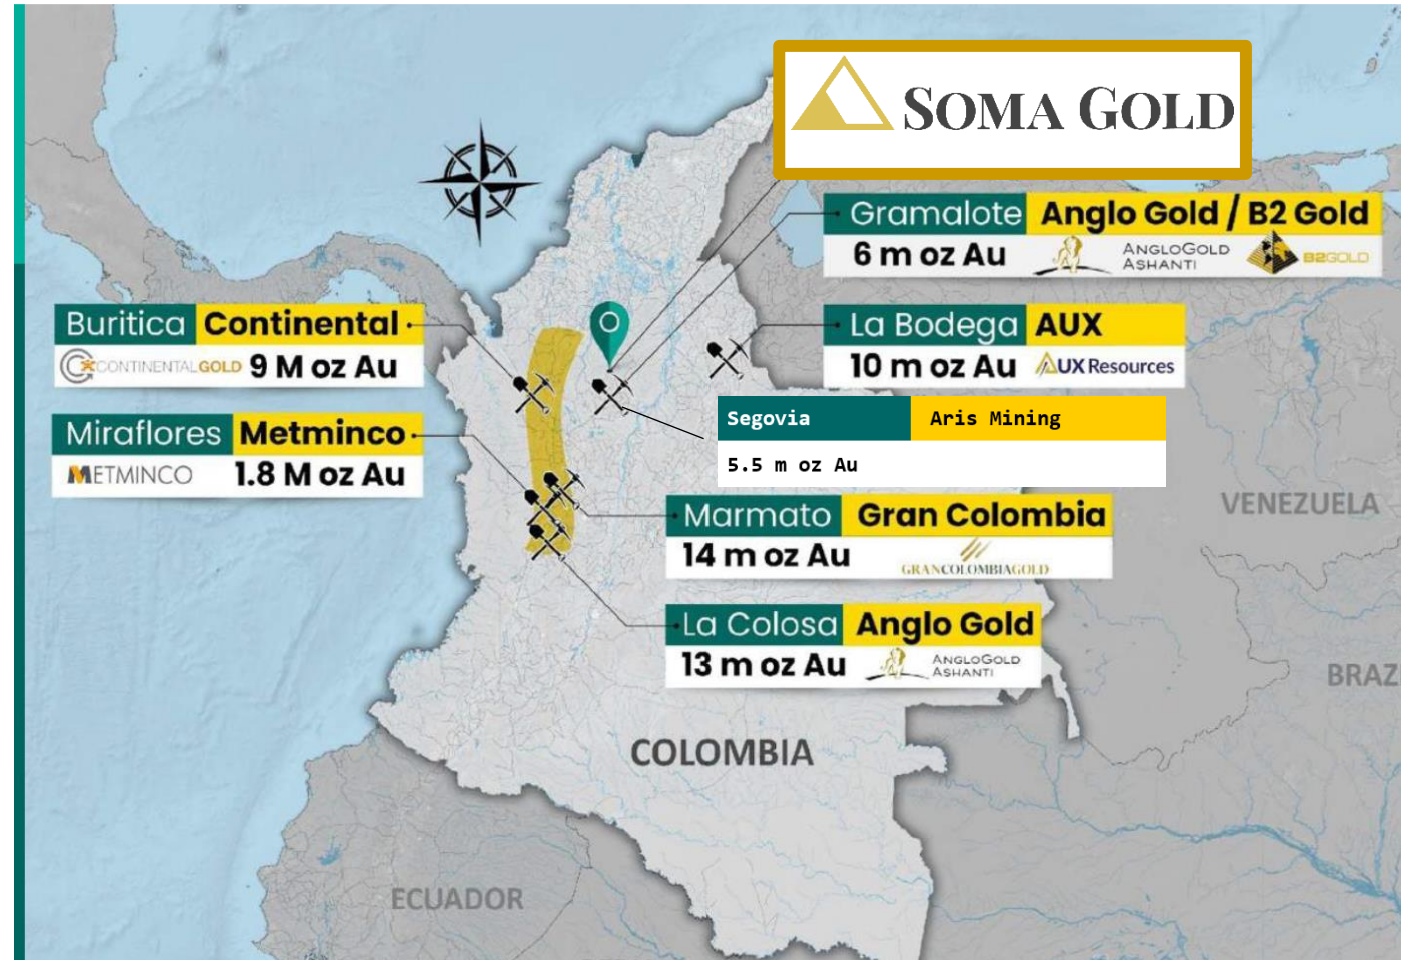 SOMA GOLD
Gramalote Anglo Gold / B2 Gold
6 m oz Au ANGLOGOLD ASHANTI B2GOLD
Buritica Continental
CONTINENTAL GOLD 9 M oz Au
La Bodega AUX
10 m oz Au AUX Resources
Miraflores Metminco
METMINCO 1.8 M oz Au
Segovia Aris Mining
5.5 m oz Au
Marmato Gran Colombia
14 m oz Au GRANCOLOMBIAGOLD
VENEZUELA
La Colosa Anglo Gold
13 m oz Au ANGLOGOLD ASHANTI
BRAZ
COLOMBIA
ECUADOR